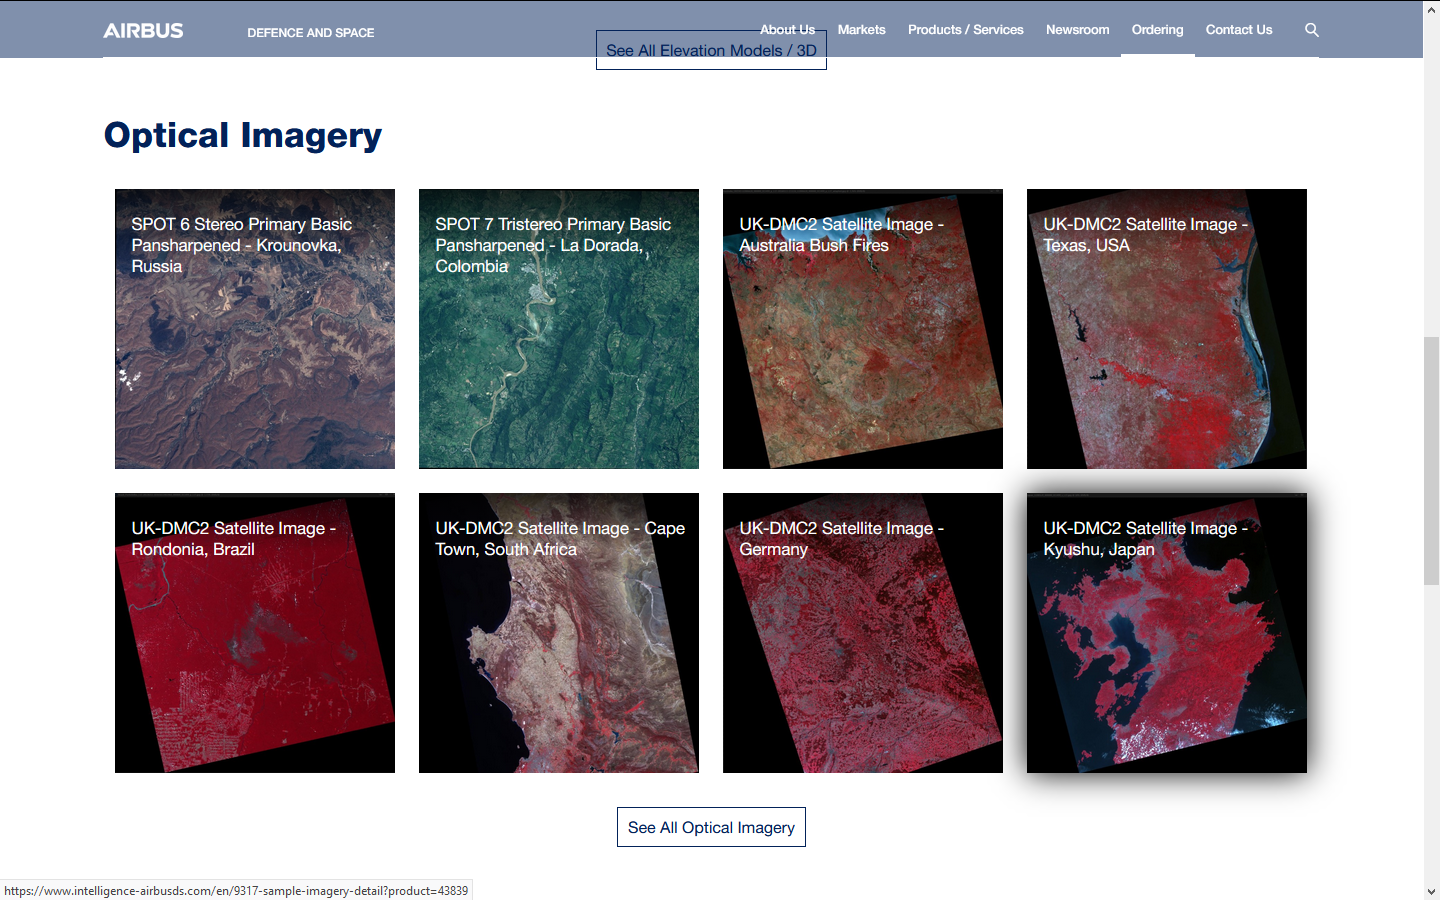 AIRBUS
DEFENCE AND SPACE
About Us
Markets
Products / Services
Newsroom
Ordering
Contact Us
See All Elevation Models / 3D
Optical Imagery
SPOT 6 Stereo Primary Basic
Pansharpened - Krounovka,
Russia
SPOT 7 Tristereo Primary Basic
Pansharpened - La Dorada,
Colombia
UK-DMC2 Satellite Image -
Australia Bush Fires
UK-DMC2 Satellite Image -
Texas, USA
UK-DMC2 Satellite Image -
Rondonia, Brazil
UK-DMC2 Satellite Image - Cape
Town, South Africa
UK-DMC2 Satellite Image -
Germany
UK-DMC2 Satellite Image -
Kyushu, Japan
See All Optical Imagery
https://www.intelligence-airbusds.com/en/9317-sample-imagery-detail?product=43839